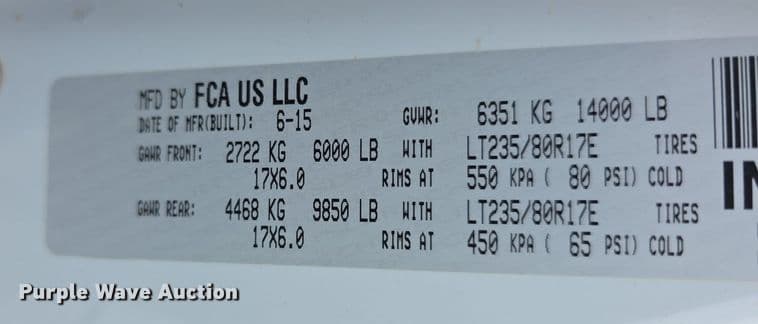 MFD BY FCA US LLC
DATE OF MFR(BUILT): 6-15 GVWR: 6351 KG 14000 LB
GAWR FRONT: 2722 KG 6000 LB WITH LT235/80R17E TIRES
17X6.0 RIMS AT 550 KPA ( 80 PSI) COLD
GAWR REAR: 4468 KG 9850 LB WITH LT235/80R17E TIRES
17X6.0 RIMS AT 450 KPA ( 65 PSI) COLD
IN
Purple Wave Auction